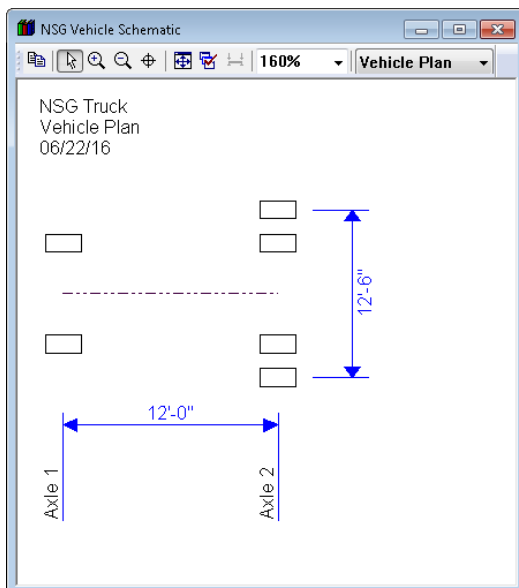 NSG Vehicle Schematic
160% Vehicle Plan
NSG Truck
Vehicle Plan
06/22/16
12'-6"
12'-0"
Axle 1
Axle 2